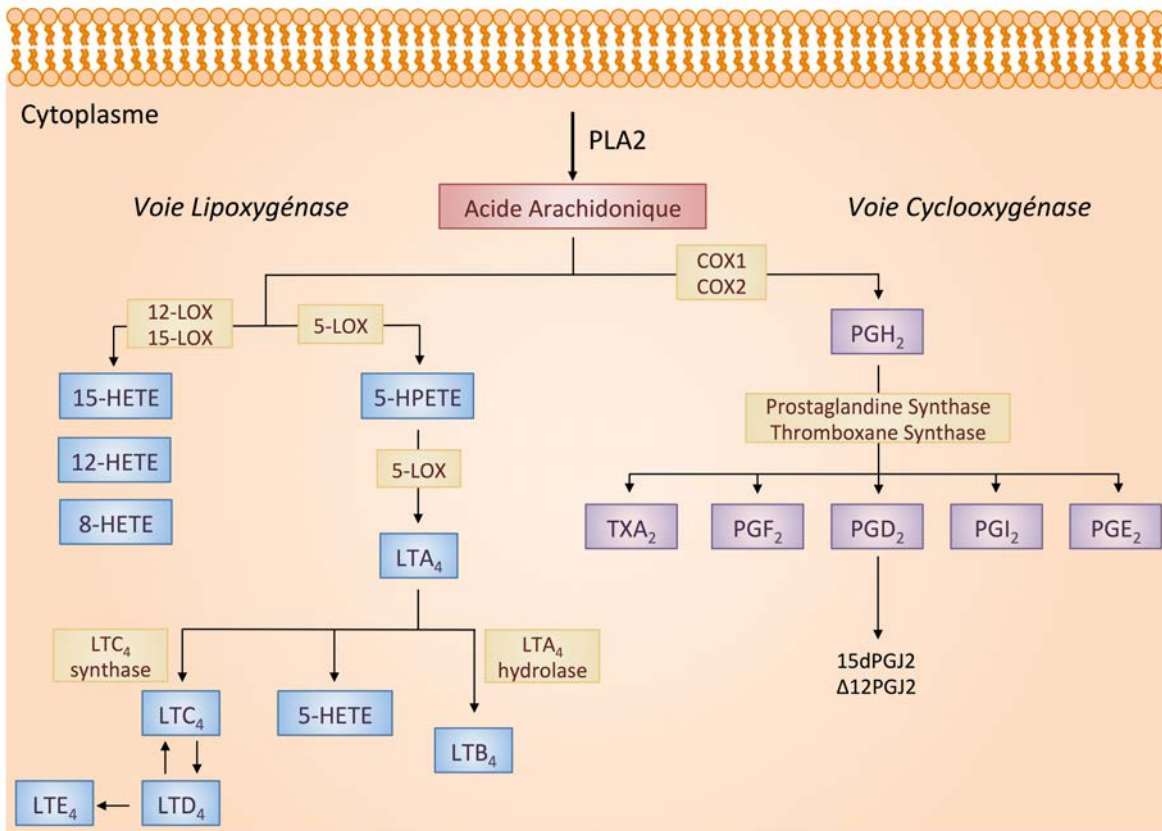 Cytoplasme
PLA2
Voie Lipoxygénase
Acide Arachidonique
Voie Cyclooxygénase
COX1
COX2
12-LOX
15-LOX
5-LOX
PGH₂
15-HETE
5-HPETE
Prostaglandine Synthase
Thromboxane Synthase
12-HETE
5-LOX
8-HETE
TXA₂
PGF₂
PGD₂
PGI₂
PGE₂
LTA₄
LTC₄
synthase
LTA₄
hydrolase
15dPGJ2
Δ12PGJ2
LTC₄
5-HETE
LTB₄
LTE₄
LTD₄